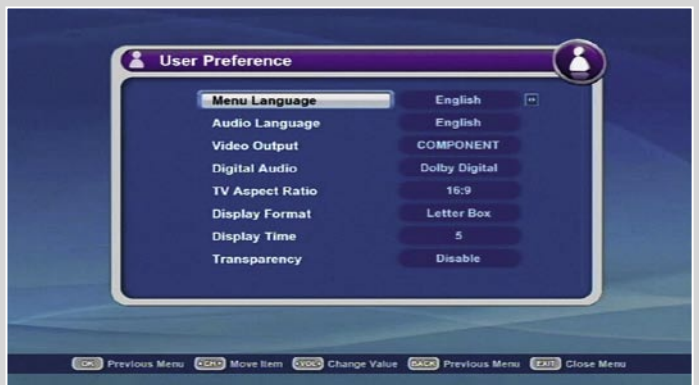 User Preference
Menu Language English
Audio Language English
Video Output COMPONENT
Digital Audio Dolby Digital
TV Aspect Ratio 16:9
Display Format Letter Box
Display Time 5
Transparency Disable
OK Previous Menu CH Move Item VOL Change Value BACK Previous Menu EXIT Close Menu